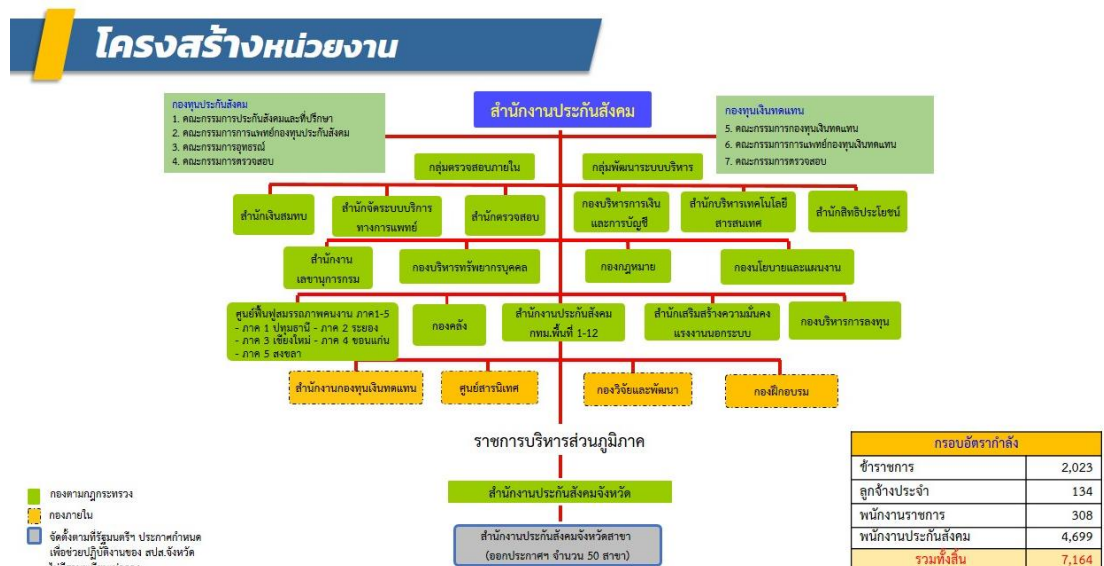 โครงสร้างหน่วยงาน
กองทุนประกันสังคม
1. คณะกรรมการประกันสังคมและที่ปรึกษา
2. คณะกรรมการการแพทย์กองทุนประกันสังคม
3. คณะกรรมการอุทธรณ์
4. คณะกรรมการตรวจสอบ
สำนักงานประกันสังคม
กองทุนเงินทดแทน
5. คณะกรรมการกองทุนเงินทดแทน
6. คณะกรรมการการแพทย์กองทุนเงินทดแทน
7. คณะกรรมการตรวจสอบ
กลุ่มตรวจสอบภายใน
กลุ่มพัฒนาระบบบริหาร
สำนักเงินสมทบ
สำนักจัดระบบบริการ
ทางการแพทย์
สำนักตรวจสอบ
กองบริหารการเงิน
และการบัญชี
สำนักบริหารเทคโนโลยี
สารสนเทศ
สำนักสิทธิประโยชน์
สำนักงาน
เลขานุการกรม
กองบริหารทรัพยากรบุคคล
กองกฎหมาย
กองนโยบายและแผนงาน
ศูนย์ฟื้นฟูสมรรถภาพคนงาน ภาค1-5
- ภาค 1 ปทุมธานี - ภาค 2 ระยอง
- ภาค 3 เชียงใหม่ - ภาค 4 ขอนแก่น
- ภาค 5 สงขลา
กองคลัง
สำนักงานประกันสังคม
กทม.พื้นที่ 1-12
สำนักเสริมสร้างความมั่นคง
แรงงานนอกระบบ
กองบริหารการลงทุน
สำนักงานกองทุนเงินทดแทน
ศูนย์สารนิเทศ
กองวิจัยและพัฒนา
กองฝึกอบรม
ราชการบริหารส่วนภูมิภาค
สำนักงานประกันสังคมจังหวัด
สำนักงานประกันสังคมจังหวัดสาขา
(ออกประกาศฯ จำนวน 50 สาขา)
กองตามกฎกระทรวง
กองภายใน
จัดตั้งตามที่รัฐมนตรีฯ ประกาศกำหนด
เพื่อช่วยปฏิบัติงานของ สปส.จังหวัด
กรอบอัตรากำลัง
ข้าราชการ 2,023
ลูกจ้างประจำ 134
พนักงานราชการ 308
พนักงานประกันสังคม 4,699
รวมทั้งสิ้น 7,164